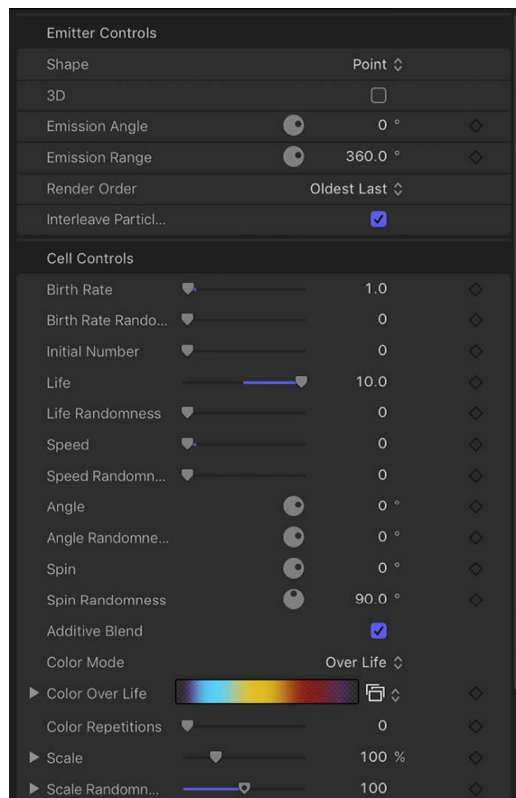 Emitter Controls
Shape Point
3D
Emission Angle 0 °
Emission Range 360.0 °
Render Order Oldest Last
Interleave Particl...
Cell Controls
Birth Rate 1.0
Birth Rate Rando... 0
Initial Number 0
Life 10.0
Life Randomness 0
Speed 0
Speed Randomn... 0
Angle 0 °
Angle Randomne... 0 °
Spin 0 °
Spin Randomness 90.0 °
Additive Blend
Color Mode Over Life
Color Over Life
Color Repetitions 0
Scale 100 %
Scale Randomn... 100